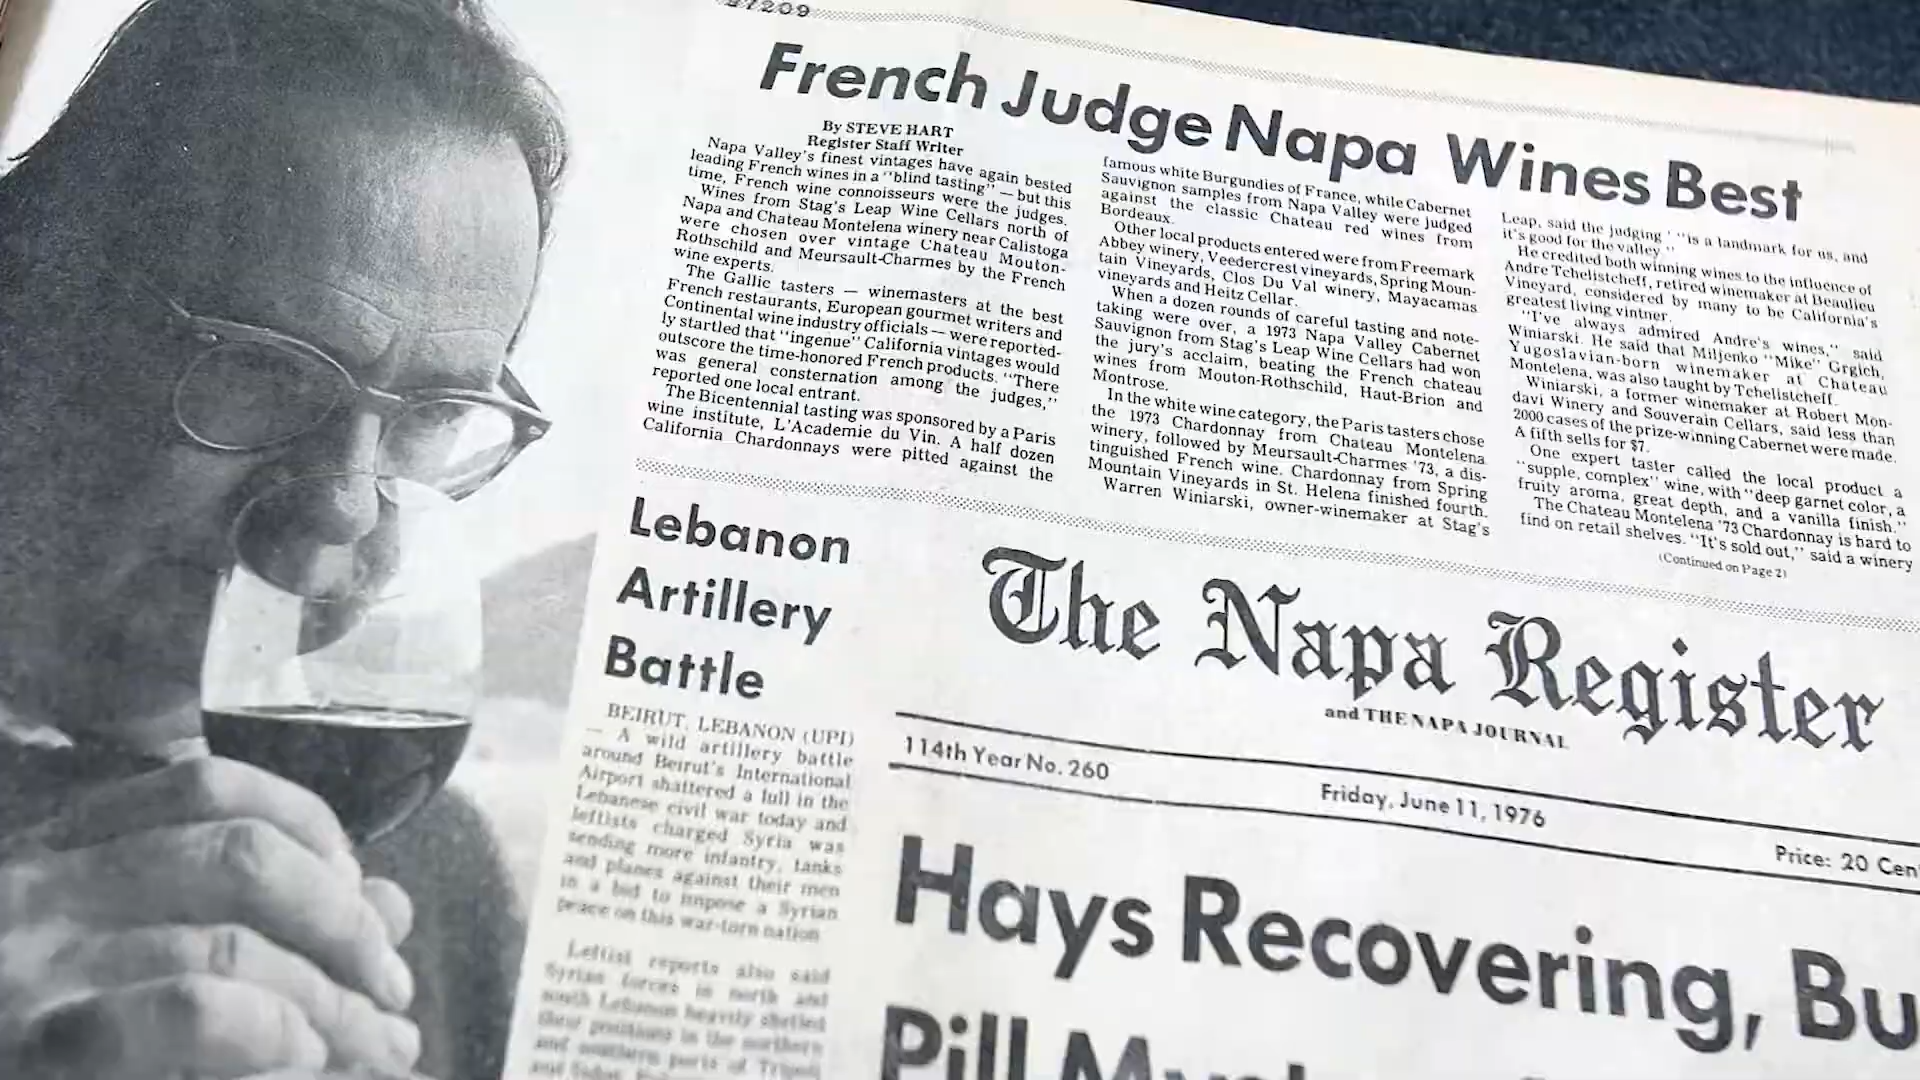 French Judge Napa Wines Best
By STEVE HART
Register Staff Writer
Napa Valley's finest vintages have again bested
leading French wines in a "blind tasting" — but this
time, French wine connoisseurs were the judges.
Wines from Stag's Leap Wine Cellars north of
Napa and Chateau Montelena winery near Calistoga
were chosen over vintage Chateau Mouton-
Rothschild and Meursault-Charmes by the French
wine experts.
The Gallic tasters — winemasters at the best
French restaurants, European gourmet writers and
Continental wine industry officials — were reported-
ly startled that "ingenue" California vintages would
outscore the time-honored French products. "There
was general consternation among the judges,"
reported one local entrant.
The Bicentennial tasting was sponsored by a Paris
wine institute, L'Academie du Vin. A half dozen
California Chardonnays were pitted against the
famous white Burgundies of France, while Cabernet
Sauvignon samples from Napa Valley were judged
against the classic Chateau red wines from
Bordeaux.
Other local products entered were from Freemark
Abbey winery, Veedercrest vineyards, Spring Moun-
tain Vineyards, Clos Du Val winery, Mayacamas
vineyards and Heitz Cellar.
When a dozen rounds of careful tasting and note-
taking were over, a 1973 Napa Valley Cabernet
Sauvignon from Stag's Leap Wine Cellars had won
the jury's acclaim, beating the French chateau
wines from Mouton-Rothschild, Haut-Brion and
Montrose.
In the white wine category, the Paris tasters chose
the 1973 Chardonnay from Chateau Montelena
winery, followed by Meursault-Charmes '73, a dis-
tinguished French wine. Chardonnay from Spring
Mountain Vineyards in St. Helena finished fourth.
Warren Winiarski, owner-winemaker at Stag's
Leap, said the judging ' "is a landmark for us, and
it's good for the valley."
He credited both winning wines to the influence of
Andre Tchelistcheff, retired winemaker at Beaulieu
Vineyard, considered by many to be California's
greatest living vintner.
"I've always admired Andre's wines," said
Winiarski. He said that Miljenko "Mike" Grgich,
Yugoslavian-born winemaker at Chateau
Montelena, was also taught by Tchelistcheff.
Winiarski, a former winemaker at Robert Mon-
davi Winery and Souverain Cellars, said less than
2000 cases of the prize-winning Cabernet were made.
A fifth sells for $7.
One expert taster called the local product a
"supple, complex" wine, with "deep garnet color, a
fruity aroma, great depth, and a vanilla finish."
The Chateau Montelena '73 Chardonnay is hard to
find on retail shelves. "It's sold out," said a winery
(Continued on Page 2)
Lebanon
Artillery
Battle
BEIRUT, LEBANON (UPI)
— A wild artillery battle
around Beirut's International
Airport shattered a lull in the
Lebanese civil war today and
leftists charged Syria was
sending more infantry, tanks
and planes against their men
in a bid to impose a Syrian
peace on this war-torn nation
Leftist reports also said
Syrian forces in north and
south Lebanon heavily shelled
their positions in the northern
and southern ports of Tripoli
The Napa Register
and THE NAPA JOURNAL
114th Year No. 260
Friday, June 11, 1976
Price: 20 Cen
Hays Recovering, Bu
Pill